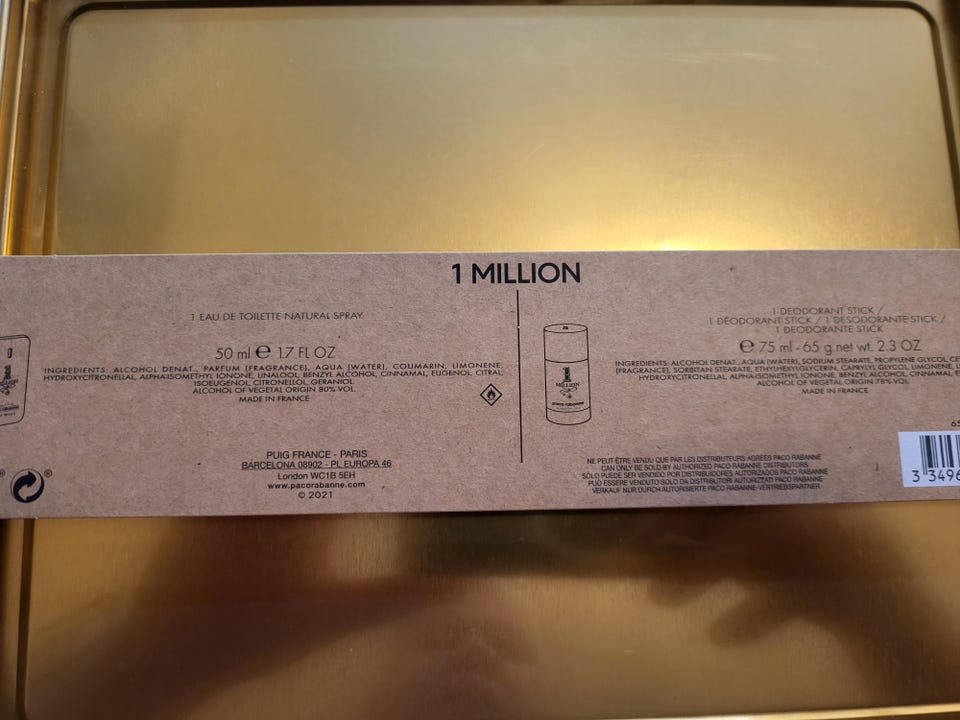 1 MILLION
1 EAU DE TOILETTE NATURAL SPRAY
50 ml e 1.7 FL OZ
INGREDIENTS: ALCOHOL DENAT., PARFUM (FRAGRANCE), AQUA (WATER), COUMARIN, LIMONENE,
HYDROXYCITRONELLAL, ALPHA-ISOMETHYL IONONE, LINALOOL, BENZYL ALCOHOL, CINNAMAL, EUGENOL, CITRAL,
ISOEUGENOL, CITRONELLOL, GERANIOL
ALCOHOL OF VEGETAL ORIGIN 80% VOL.
MADE IN FRANCE
PUIG FRANCE - PARIS
BARCELONA 08902 - PL EUROPA 46
London WC1B 5EH
www.pacorabanne.com
© 2021
1 MILLION
paco rabanne
1 DEODORANT STICK /
1 DÉODORANT STICK / 1 DESODORANTE STICK /
1 DEODORANTE STICK
e 75 ml - 65 g net wt. 2.3 OZ
INGREDIENTS: ALCOHOL DENAT., AQUA (WATER), SODIUM STEARATE, PROPYLENE GLYCOL,
(FRAGRANCE), SORBITAN STEARATE, ETHYLHEXYLGLYCERIN, CAPRYLYL GLYCOL, LIMONENE,
HYDROXYCITRONELLAL, ALPHA-ISOMETHYL IONONE, BENZYL ALCOHOL, CINNAMAL,
ALCOHOL OF VEGETAL ORIGIN 78% VOL.
MADE IN FRANCE
NE PEUT ÊTRE VENDU QUE PAR LES DISTRIBUTEURS AGRÉÉS PACO RABANNE
CAN ONLY BE SOLD BY AUTHORIZED PACO RABANNE DISTRIBUTORS
SÓLO PUEDE SER VENDIDO POR DISTRIBUIDORES AUTORIZADOS PACO RABANNE
PUÒ ESSERE VENDUTO SOLO DA DISTRIBUTORI AUTORIZZATI PACO RABANNE
VERKAUF NUR DURCH AUTORISIERTE PACO RABANNE-VERTRIEBSPARTNER
65
3 3496